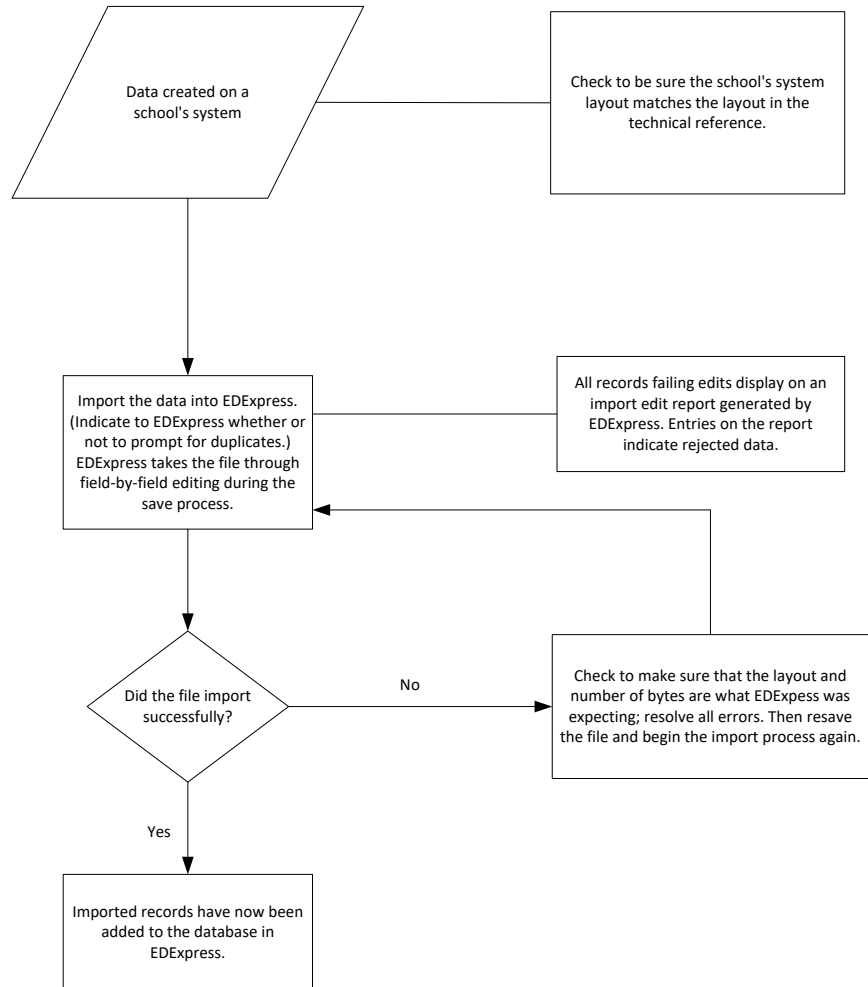 Data created on a
school's system
Check to be sure the school's system
layout matches the layout in the
technical reference.
Import the data into EDExpress.
(Indicate to EDExpress whether or
not to prompt for duplicates.)
EDExpress takes the file through
field-by-field editing during the
save process.
All records failing edits display on an
import edit report generated by
EDExpress. Entries on the report
indicate rejected data.
Did the file import
successfully?
No
Check to make sure that the layout and
number of bytes are what EDExpess was
expecting; resolve all errors. Then resave
the file and begin the import process again.
Yes
Imported records have now been
added to the database in
EDExpress.